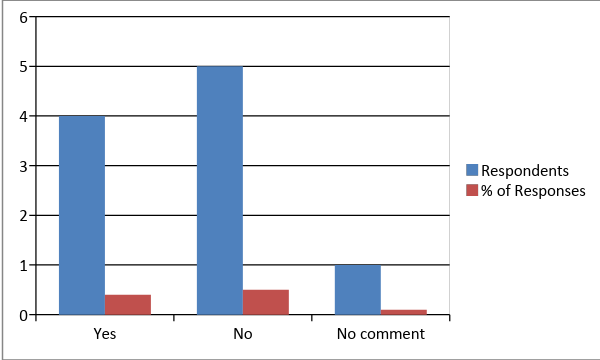 6
5
4
3
2
1
0
Yes
No
No comment
Respondents
% of Responses